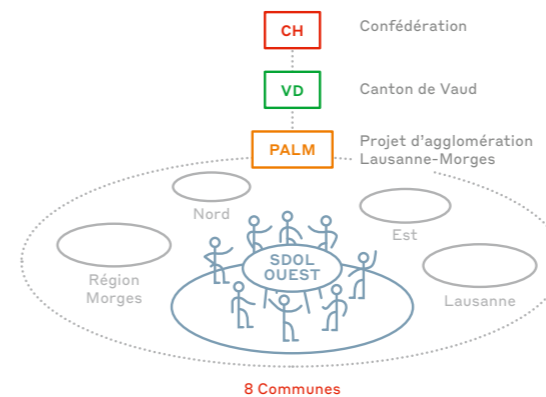 CH
Confédération
VD
Canton de Vaud
PALM
Projet d'agglomération
Lausanne-Morges
Nord
Est
SDOL
OUEST
Région
Morges
Lausanne
8 Communes